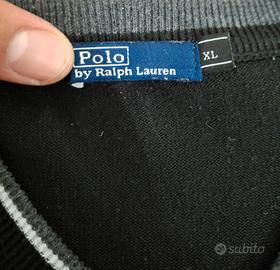 Polo
by Ralph Lauren
XL
subito